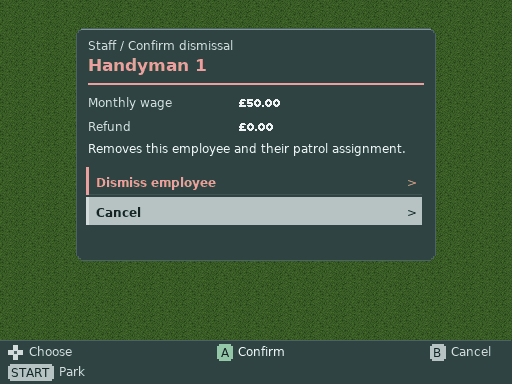 Staff / Confirm dismissal
Handyman 1
Monthly wage £50.00
Refund £0.00
Removes this employee and their patrol assignment.
Dismiss employee >
Cancel >
Choose A Confirm B Cancel
START Park